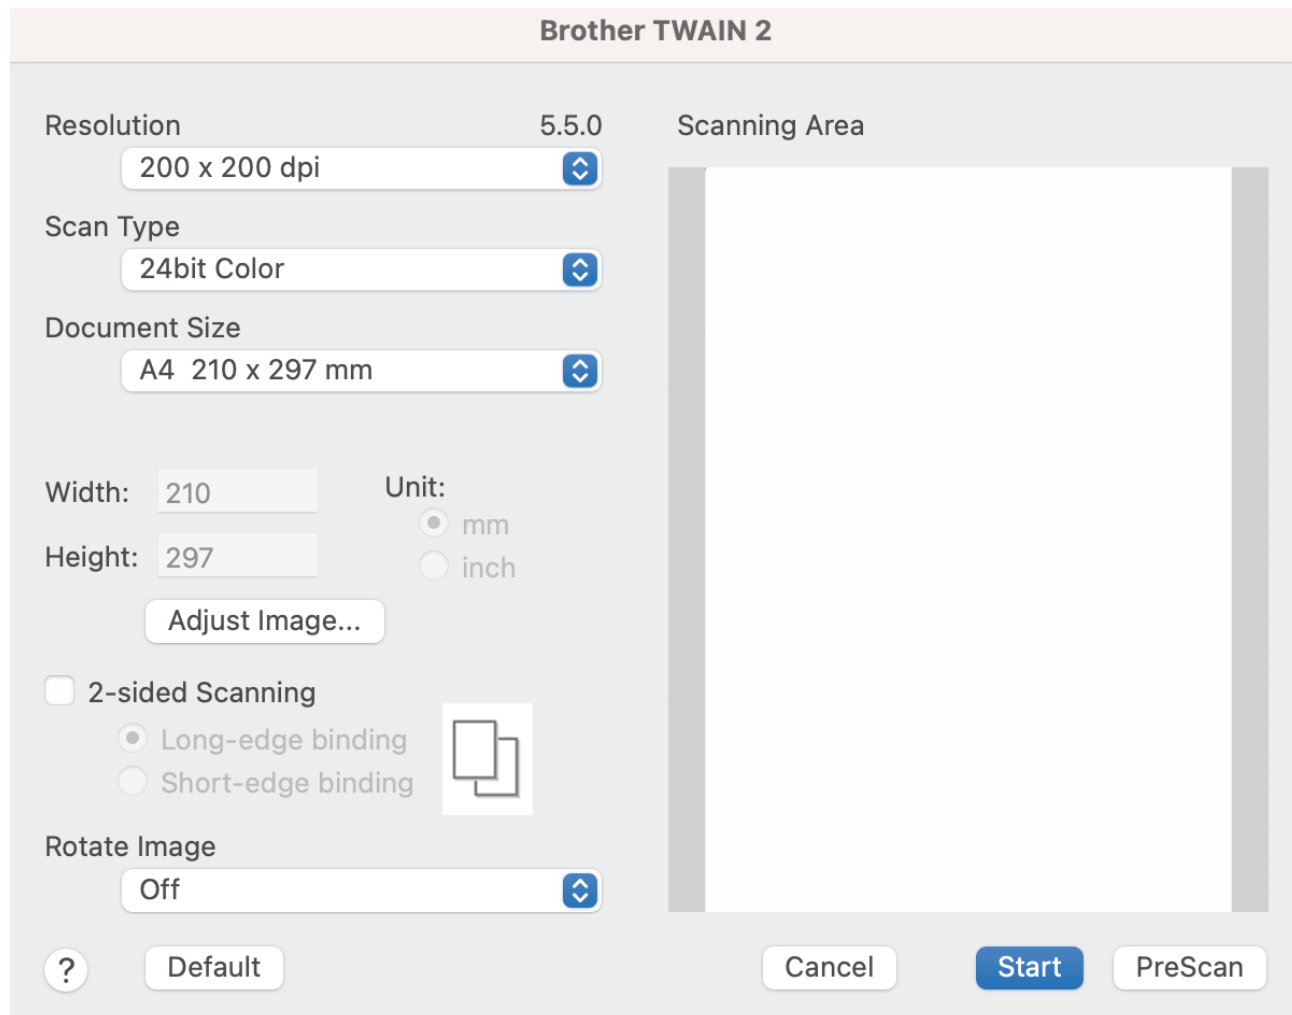 Brother TWAIN 2
Resolution 5.5.0
200 x 200 dpi
Scan Type
24bit Color
Document Size
A4 210 x 297 mm
Width: 210
Height: 297
Unit:
mm
inch
Adjust Image...
2-sided Scanning
Long-edge binding
Short-edge binding
Rotate Image
Off
? Default
Scanning Area
Cancel Start PreScan